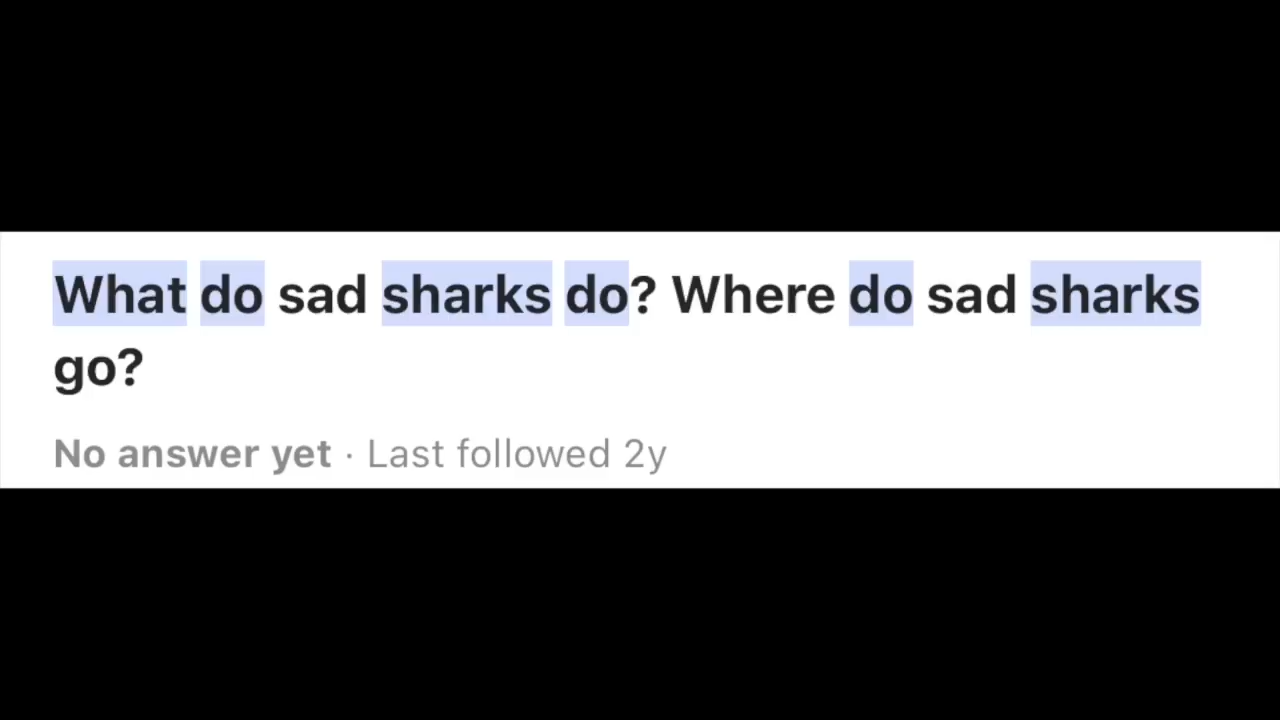 What do sad sharks do? Where do sad sharks
go?
No answer yet · Last followed 2y